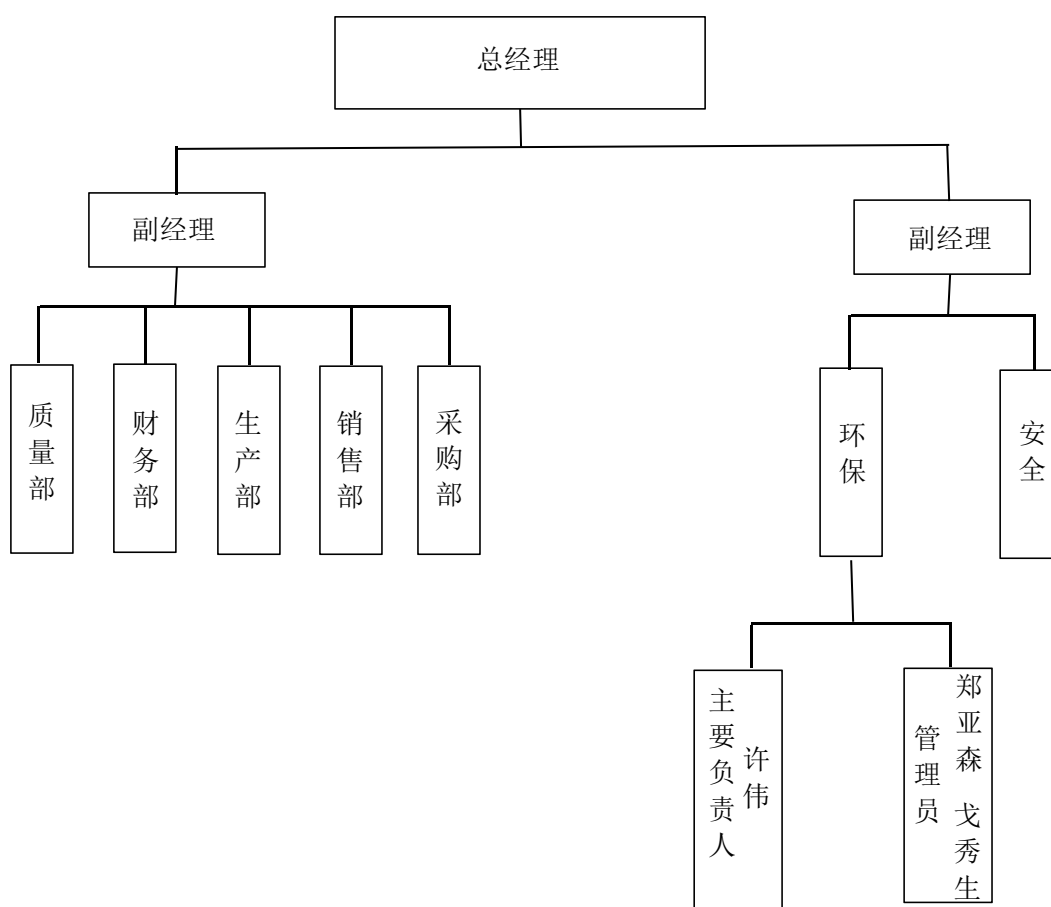 总经理
副经理
副经理
质量部
财务部
生产部
销售部
采购部
环保
安全
主要负责人
许伟
管理员
郑亚森 戈秀生